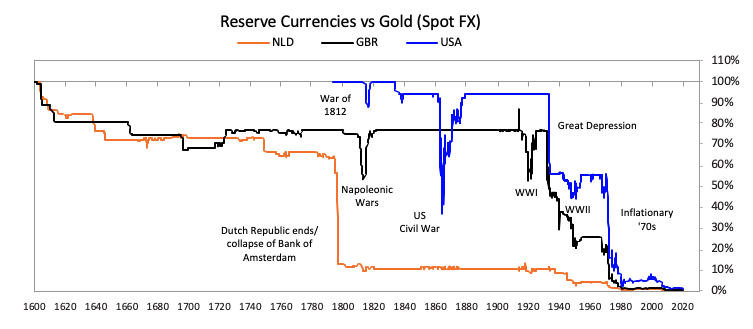 Reserve Currencies vs Gold (Spot FX)
NLD GBR USA
110%
100%
90%
80%
70%
60%
50%
40%
30%
20%
10%
0%
War of
1812
Great Depression
Napoleonic
Wars
WWI
WWII
US
Civil War
Inflationary
'70s
Dutch Republic ends/
collapse of Bank of
Amsterdam
1600 1620 1640 1660 1680 1700 1720 1740 1760 1780 1800 1820 1840 1860 1880 1900 1920 1940 1960 1980 2000 2020